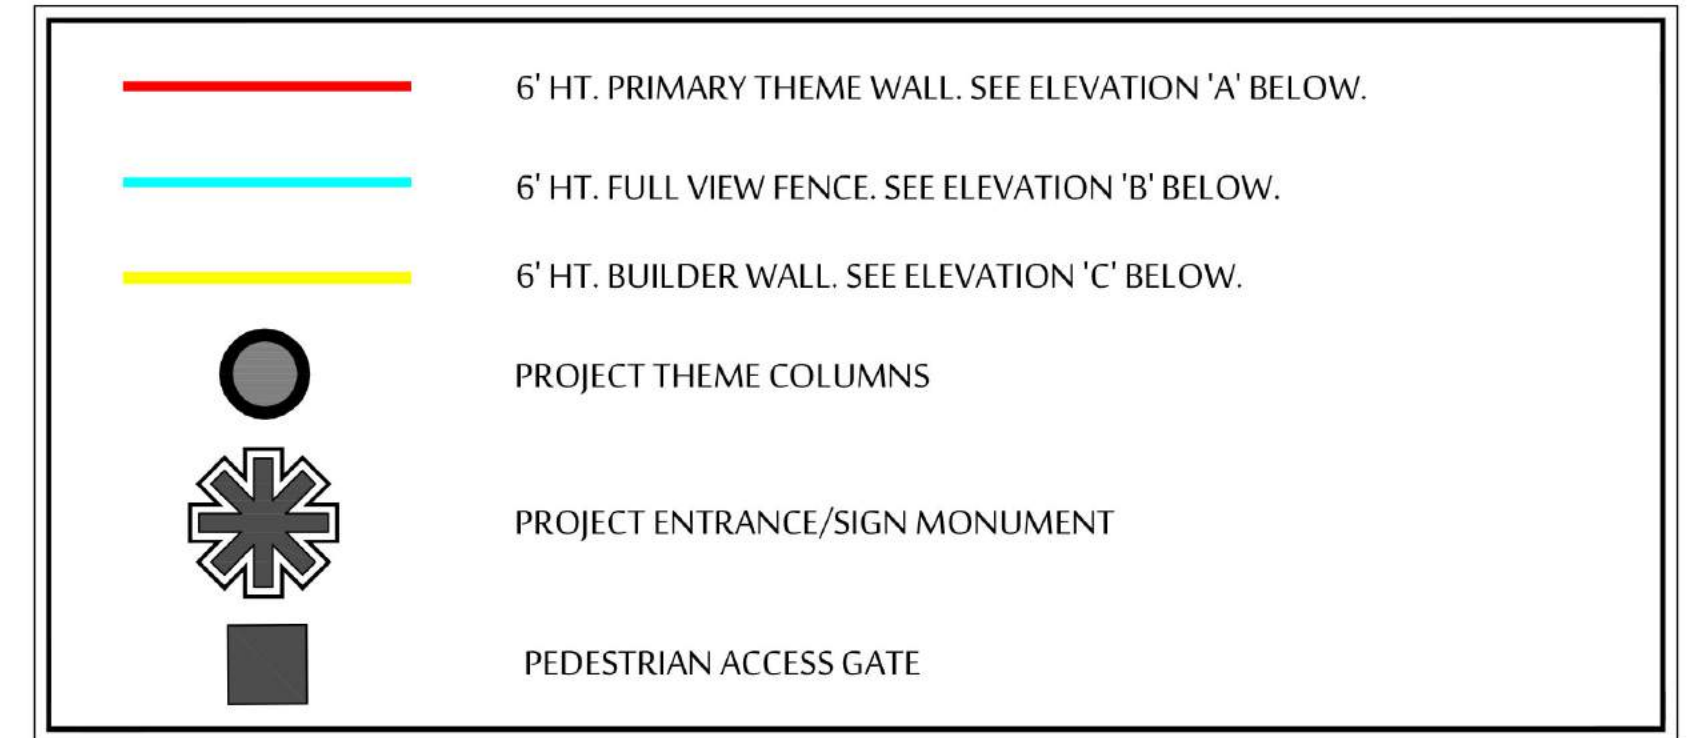 6' HT. PRIMARY THEME WALL. SEE ELEVATION 'A' BELOW.
6' HT. FULL VIEW FENCE. SEE ELEVATION 'B' BELOW.
6' HT. BUILDER WALL. SEE ELEVATION 'C' BELOW.
PROJECT THEME COLUMNS
PROJECT ENTRANCE/SIGN MONUMENT
PEDESTRIAN ACCESS GATE